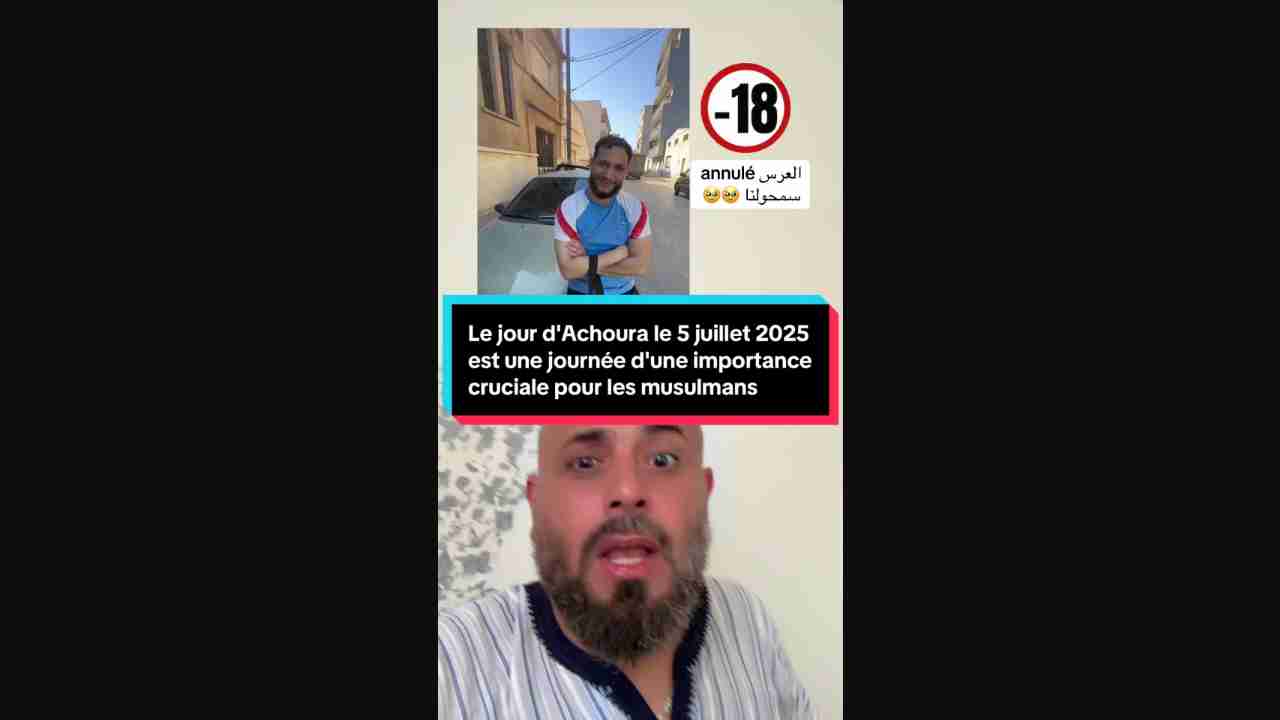 -18
annulé العرس
سمحولنا 🥹🥹
Le jour d'Achoura le 5 juillet 2025
est une journée d'une importance
cruciale pour les musulmans